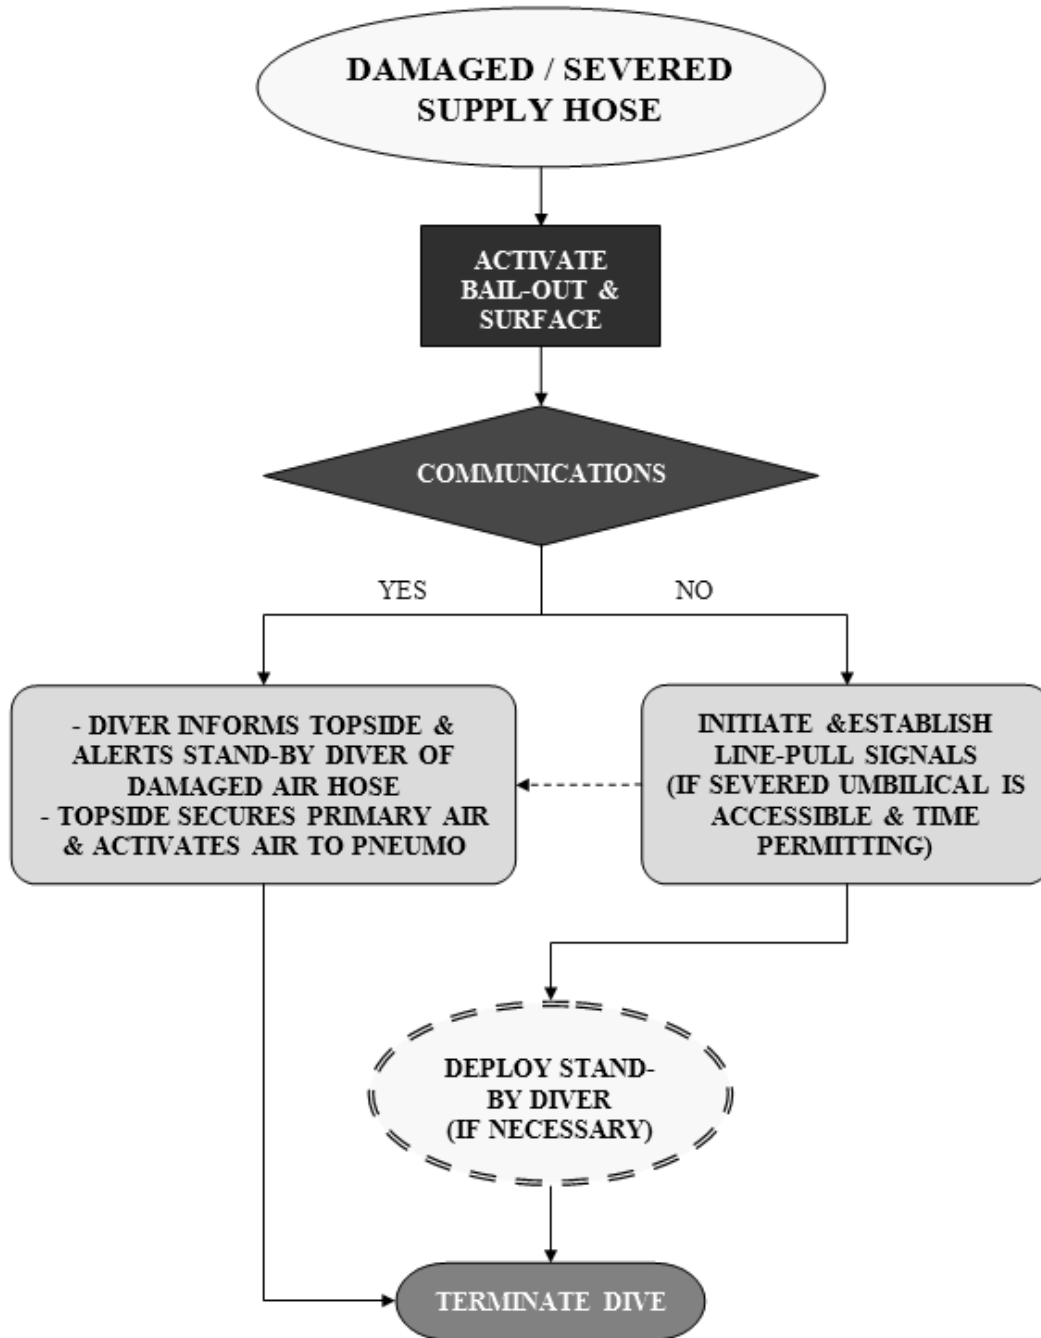 DAMAGED / SEVERED
SUPPLY HOSE
ACTIVATE
BAIL-OUT &
SURFACE
COMMUNICATIONS
YES
NO
- DIVER INFORMS TOPSIDE &
ALERTS STAND-BY DIVER OF
DAMAGED AIR HOSE
- TOPSIDE SECURES PRIMARY AIR
& ACTIVATES AIR TO PNEUMO
INITIATE &ESTABLISH
LINE-PULL SIGNALS
(IF SEVERED UMBILICAL IS
ACCESSIBLE & TIME
PERMITTING)
DEPLOY STAND-
BY DIVER
(IF NECESSARY)
TERMINATE DIVE